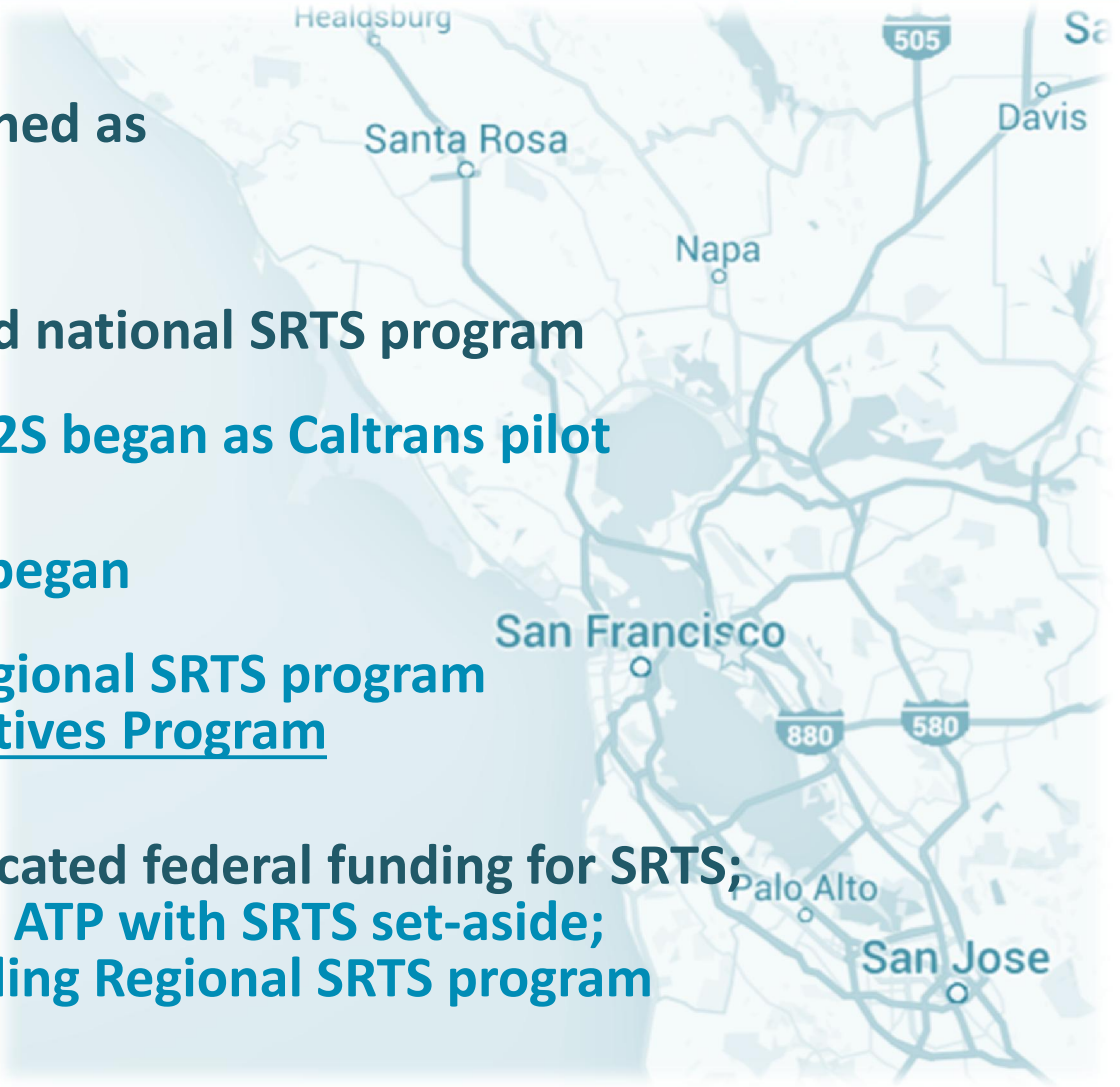 Healdsburg
505
Sa
ned as
Santa Rosa
Davis
Napa
d national SRTS program
2S began as Caltrans pilot
began
San Francisco
gional SRTS program
tives Program
880
580
cated federal funding for SRTS;
Palo Alto
ATP with SRTS set-aside;
ding Regional SRTS program
San Jose